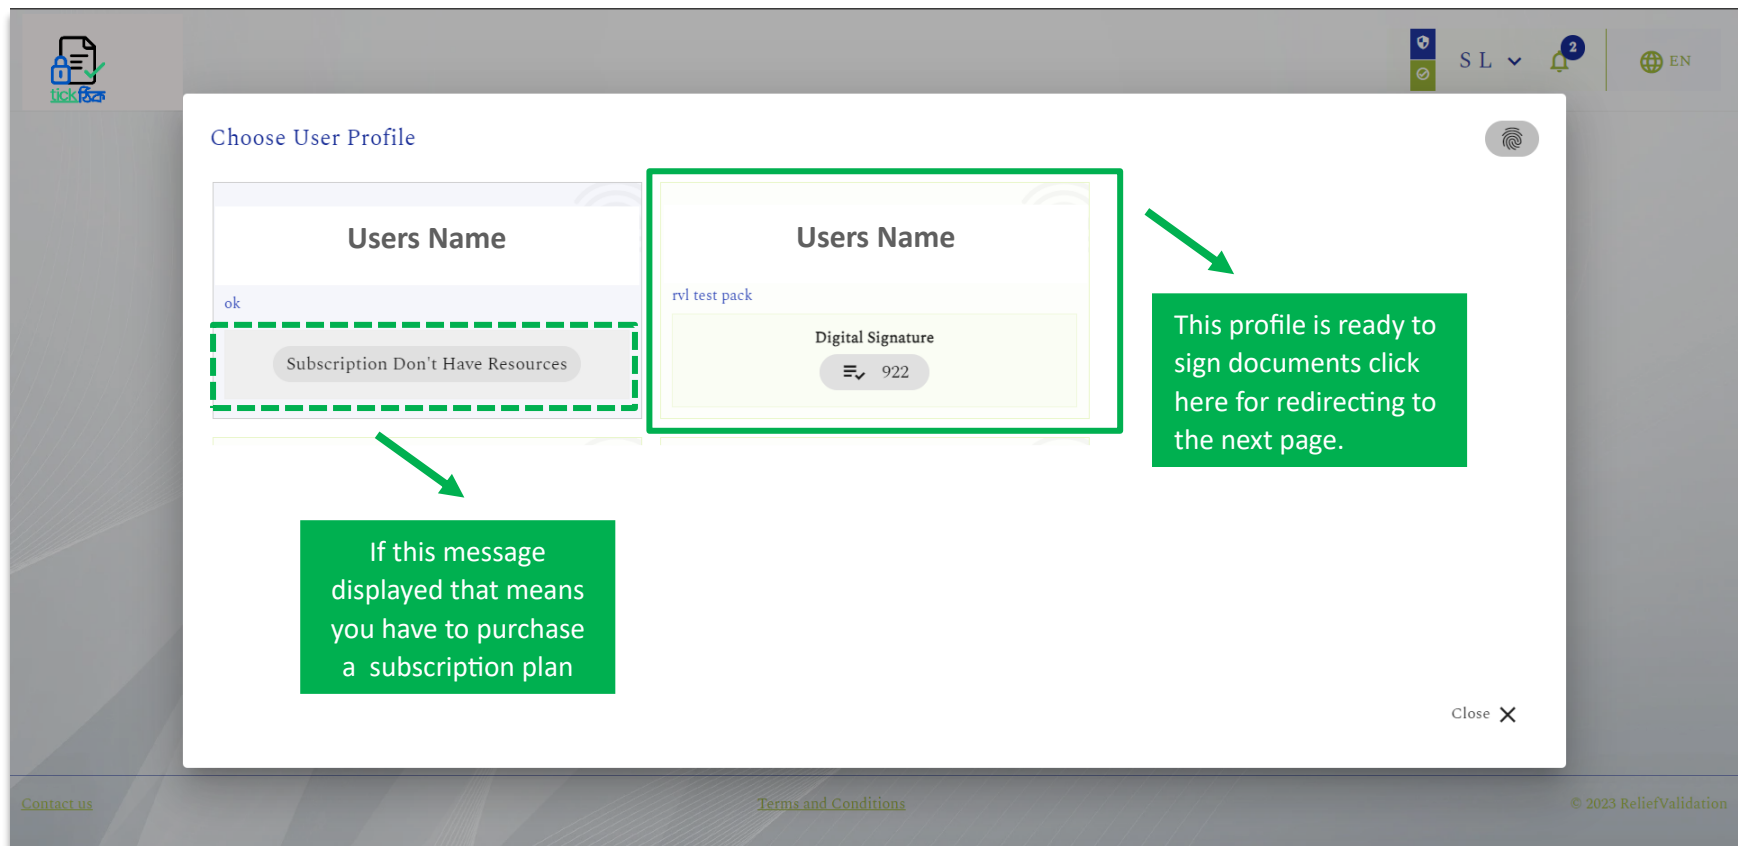 tickঠিক
S L
2
EN
Choose User Profile
Users Name
ok
Subscription Don't Have Resources
Users Name
rvl test pack
Digital Signature
922
This profile is ready to
sign documents click
here for redirecting to
the next page.
If this message
displayed that means
you have to purchase
a subscription plan
Close
Contact us
Terms and Conditions
© 2023 ReliefValidation